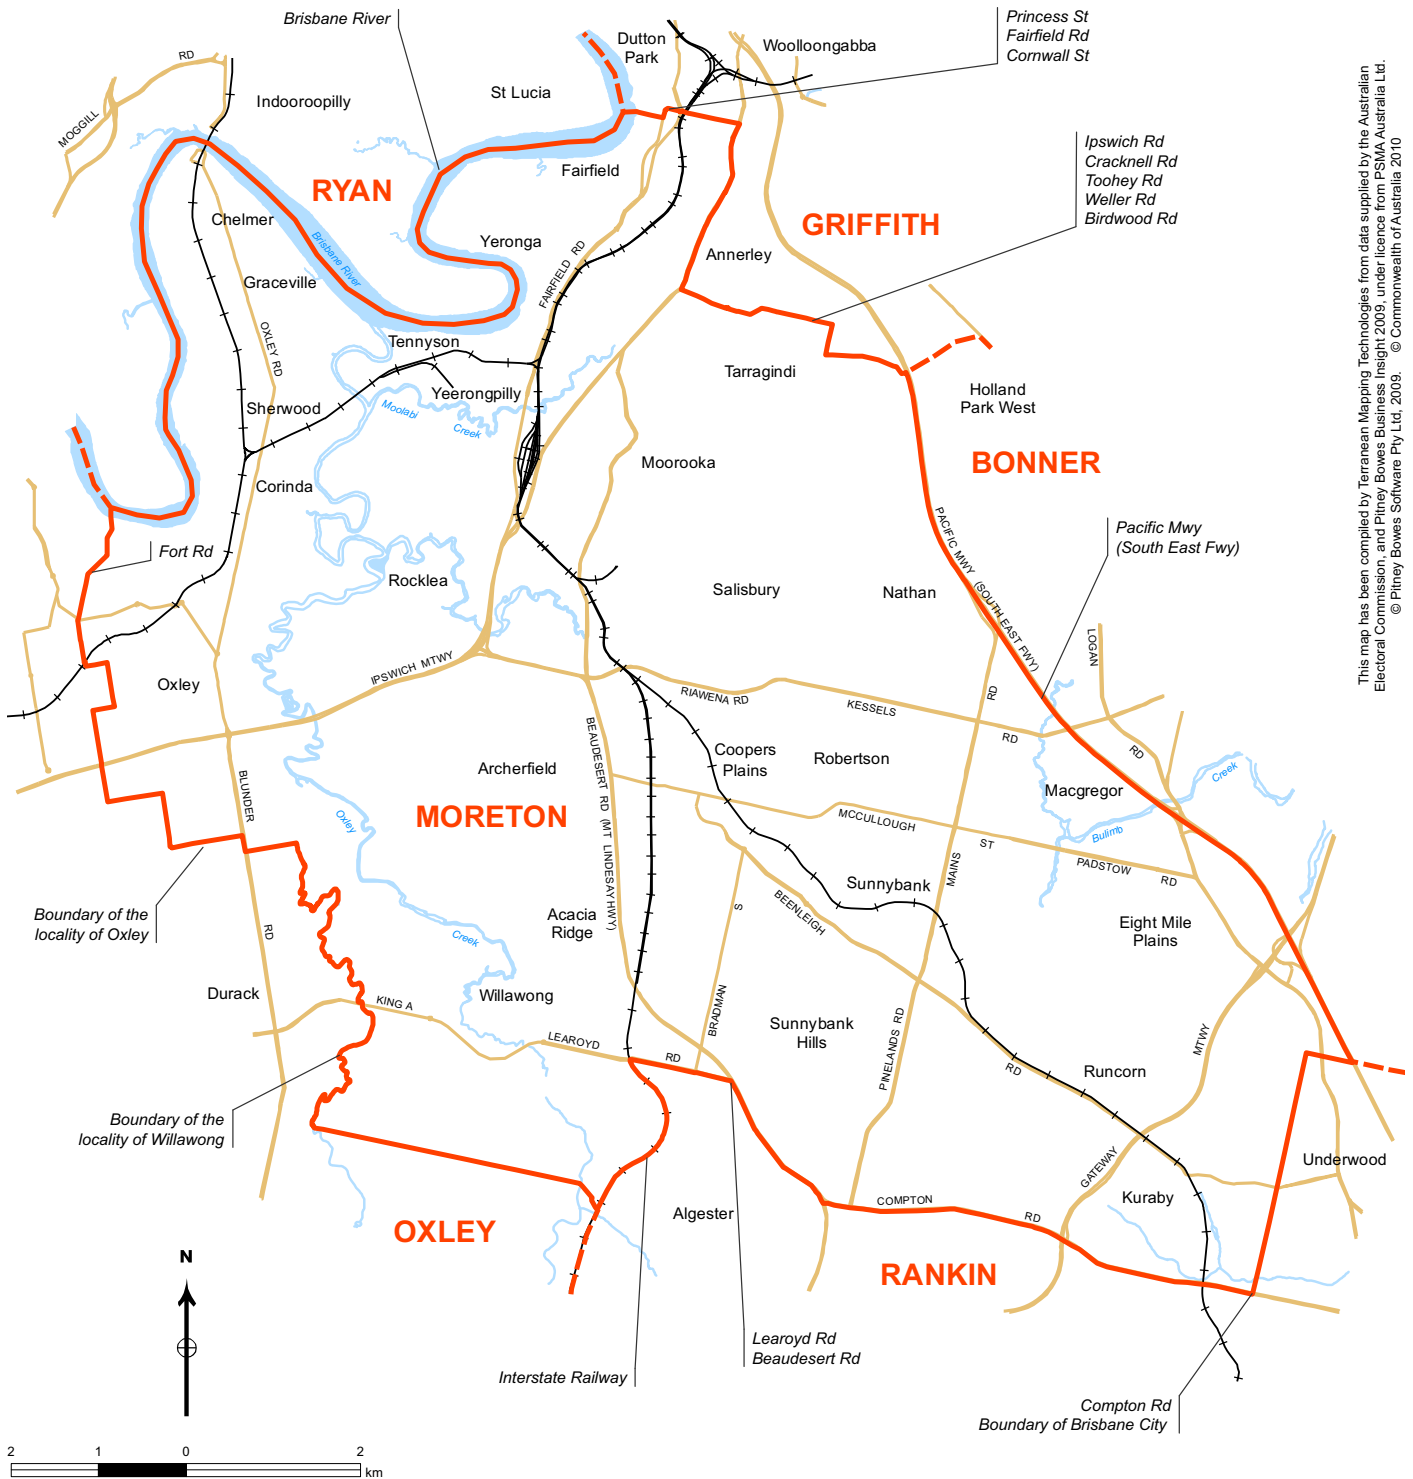 Brisbane River
Princess St
Fairfield Rd
Cornwall St
Dutton
Park
Woolloongabba
RD
MOGGILL
Indooroopilly
St Lucia
Fairfield
RYAN
Chelmer
Brisbane River
Yeronga
GRIFFITH
Ipswich Rd
Cracknell Rd
Toohey Rd
Weller Rd
Birdwood Rd
Annerley
FAIRFIELD RD
Graceville
OXLEY RD
Tennyson
Yeerongpilly
Tarragindi
Holland
Park West
Sherwood
Moolabi
Creek
Moorooka
BONNER
Corinda
PACIFIC MWY (SOUTH EAST FWY)
Pacific Mwy
(South East Fwy)
Fort Rd
Rocklea
Salisbury
Nathan
LOGAN
RD
Oxley
IPSWICH MTWY
RIAWENA RD
KESSELS
RD
RD
BEAUDESERT RD (MT LINDESAY HWY)
Coopers
Plains
Robertson
Archerfield
BLUNDER
RD
MORETON
Oxley
Creek
Macgregor
Creek
Bulimb
MCCULLOUGH
ST
PADSTOW
RD
MAINS
Sunnybank
BEENLEIGH
RD
S
BRADMAN
Acacia
Ridge
Eight Mile
Plains
Boundary of the
locality of Oxley
Durack
KING A
Willawong
LEAROYD
RD
Sunnybank
Hills
PINELANDS RD
MTWY
GATEWAY
Runcorn
Boundary of the
locality of Willawong
Underwood
Kuraby
COMPTON
RD
OXLEY
Algester
RANKIN
N
Interstate Railway
Learoyd Rd
Beaudesert Rd
Compton Rd
Boundary of Brisbane City
2 1 0 2
km
This map has been compiled by Terranean Mapping Technologies from data supplied by the Australian
Electoral Commission, and Pitney Bowes Business Insight 2009, under licence from PSMA Australia Ltd.
© Pitney Bowes Software Pty Ltd, 2009. © Commonwealth of Australia 2010